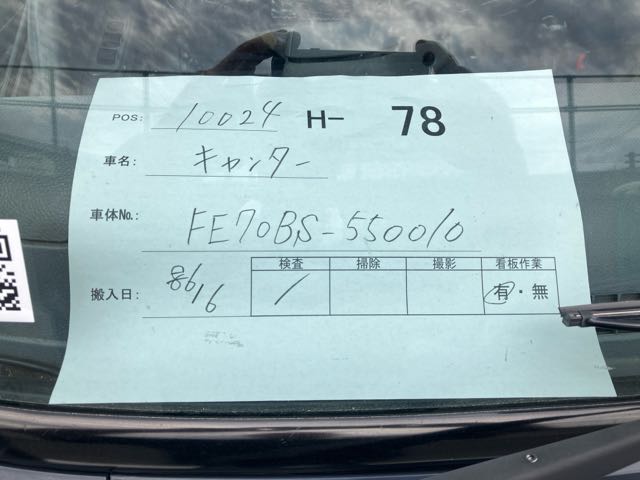 POS: 10024 H- 78
車名: キャンター
車体No.: FE70BS-550010
検査 掃除 撮影 看板作業
搬入日: 8/16 / 有・無